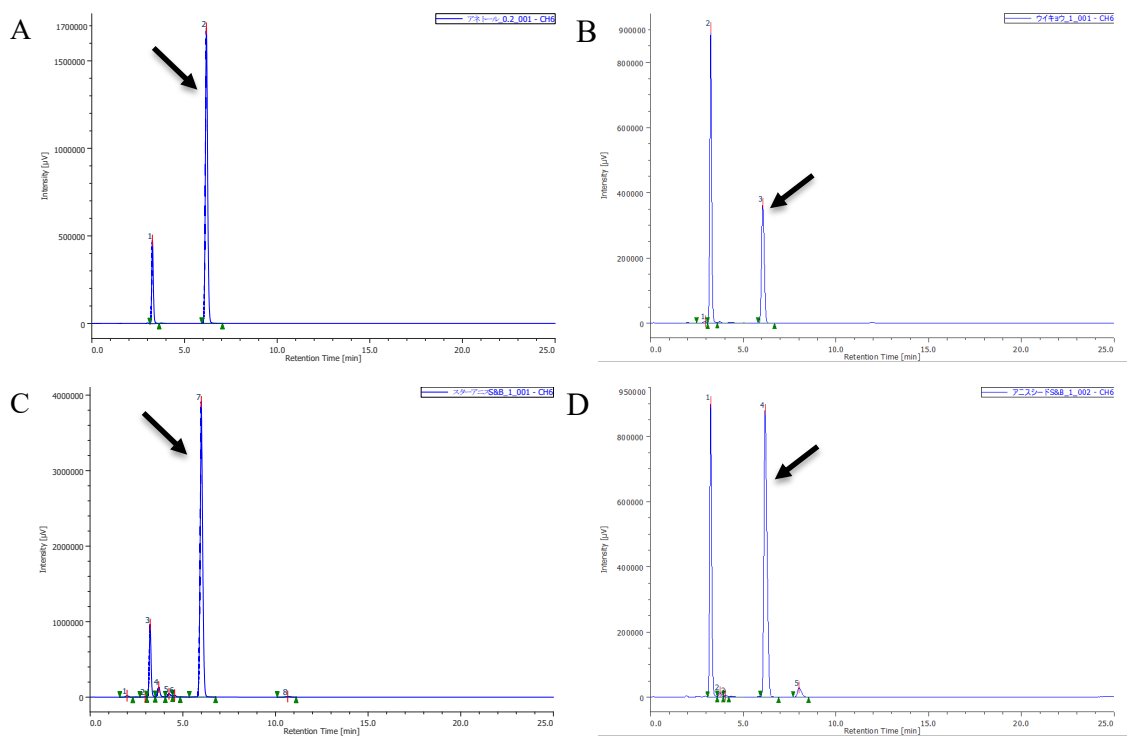 A
アネトール_0.2_001 - CH6
1700000
1500000
1000000
500000
0
Intensity [µV]
1
2
0.0 5.0 10.0 15.0 20.0 25.0
Retention Time [min]
B
ウイキョウ_1_001 - CH6
900000
800000
600000
400000
200000
0
Intensity [µV]
1
2
3
0.0 5.0 10.0 15.0 20.0 25.0
Retention Time [min]
C
スターアニスS&B_1_001 - CH6
4000000
3000000
2000000
1000000
0
Intensity [µV]
1
2
3
4
5
6
7
8
0.0 5.0 10.0 15.0 20.0 25.0
Retention Time [min]
D
アニスシードS&B_1_002 - CH6
950000
800000
600000
400000
200000
0
Intensity [µV]
1
2
3
4
5
0.0 5.0 10.0 15.0 20.0 25.0
Retention Time [min]